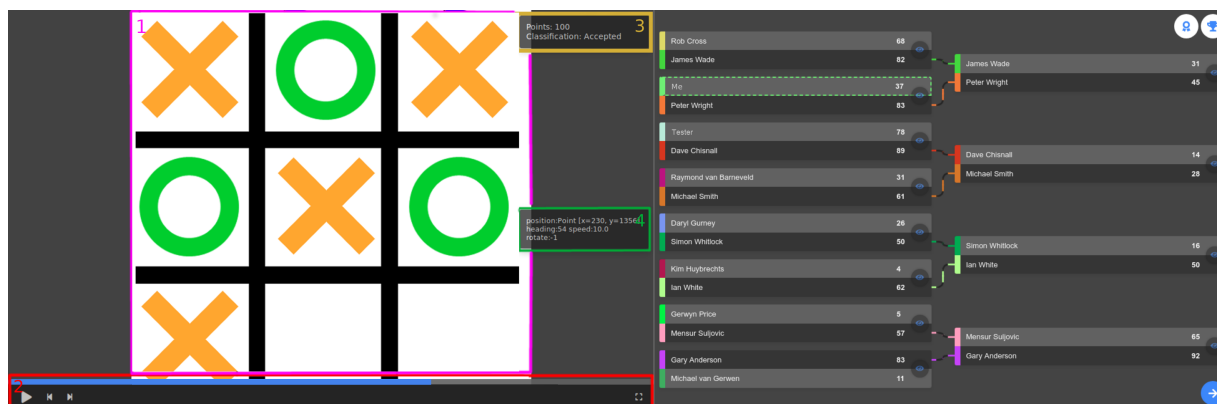 1
Points: 100
3
Classification: Accepted
position:Point [x=230, y=1356]
4
heading:54 speed:10.0
rotate:-1
2
Rob Cross 68
James Wade 82
Me 37
Peter Wright 83
Tester 78
Dave Chisnall 89
Raymond van Barneveld 31
Michael Smith 61
Daryl Gurney 26
Simon Whitlock 50
Kim Huybrechts 4
Ian White 62
Gerwyn Price 5
Mensur Suljovic 57
Gary Anderson 83
Michael van Gerwen 11
James Wade 31
Peter Wright 45
Dave Chisnall 14
Michael Smith 28
Simon Whitlock 16
Ian White 50
Mensur Suljovic 65
Gary Anderson 92